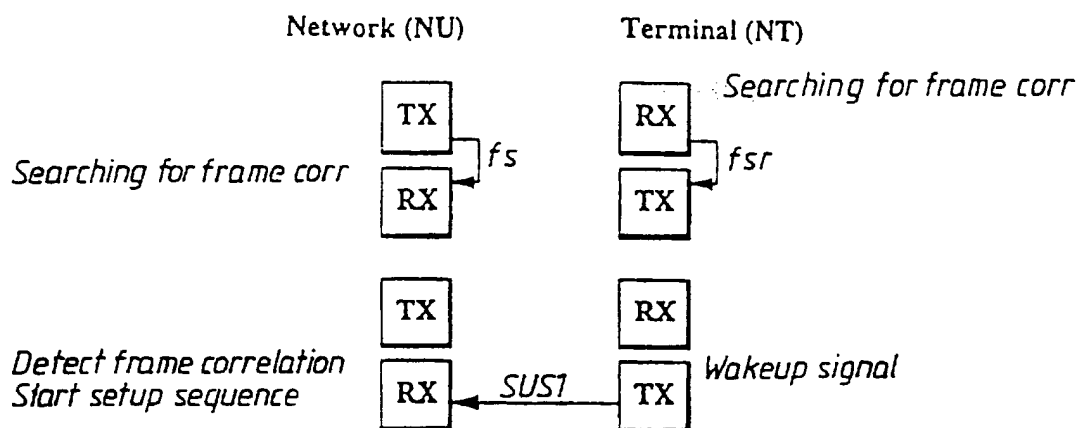 Network (NU)
Terminal (NT)
Searching for frame corr
TX
RX
fs
fsr
Searching for frame corr
RX
TX
TX
RX
Detect frame correlation
Start setup sequence
RX
SUS1
TX
Wakeup signal